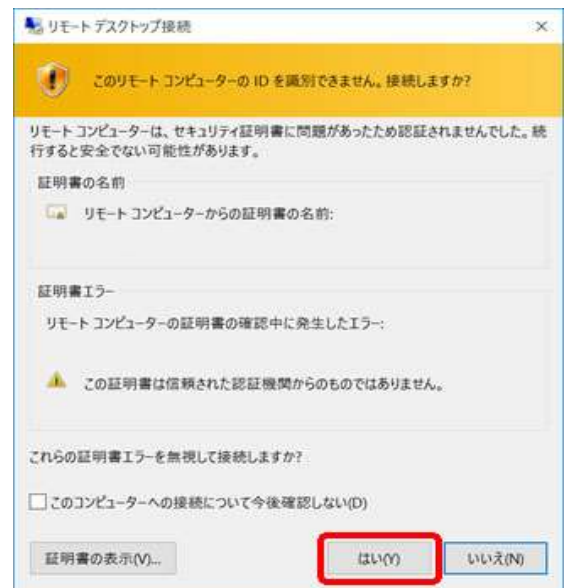 リモート デスクトップ接続
このリモート コンピューターの ID を識別できません。接続しますか?
リモート コンピューターは、セキュリティ証明書に問題があったため認証されませんでした。続
行すると安全でない可能性があります。
証明書の名前
リモート コンピューターからの証明書の名前:
証明書エラー
リモート コンピューターの証明書の確認中に発生したエラー:
この証明書は信頼された認証機関からのものではありません。
これらの証明書エラーを無視して接続しますか?
このコンピューターへの接続について今後確認しない(D)
証明書の表示(V)...
はい(Y)
いいえ(N)